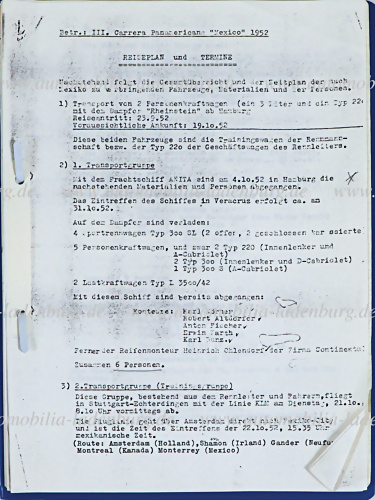 Betr.: III. Carrera Panamericana "Mexico" 1952
REISEPLAN und TERMINE
Nachstehend folgt die Gesamtübersicht und der Zeitplan der nach
Mexiko zu verbringenden Fahrzeuge, Materialien und der Personen.
1) Transport von 2 Personenkraftwagen (ein 3 Liter und ein Typ 220
mit dem Dampfer "Rheinstein" ab Hamburg
Reiseantritt: 23.9.52
Voraussichtliche Ankunft: 19.10.52
Diese beiden Fahrzeuge sind die Trainingswagen der Rennmann-
schaft bezw. der Typ 220 der Geschäftswagen des Rennleiters.
2) 1. Transportgruppe
Mit dem Frachtschiff AKITA sind am 4.10.52 in Hamburg die
nachstehenden Materialien und Personen abgegangen.
Das Eintreffen des Schiffes in Veracruz erfolgt ca. am
31.10.52.
Auf dem Dampfer sind verladen:
4 Sportrennwagen Typ 300 SL (2 offen, 2 geschlossen karossierte
5 Personenkraftwagen, und zwar 2 Typ 220 (Innenlenker und
A-Cabriolet)
2 Typ 300 (Innenlenker und D-Cabriolet)
1 Typ 300 S (A-Cabriolet)
2 Lastkraftwagen Typ L 3500/42
Mit diesem Schiff sind bereits abgegangen:
Monteure: Karl
Robert Altdörfer,
Anton Fischer,
Erwin
Karl Bunz,
Ferner der Reifenmonteur Heinrich der Firma Continental
Zusammen 6 Personen.
3) 2. Transportgruppe (Trainingsgruppe)
Diese Gruppe, bestehend aus dem Rennleiter und Fahrern, fliegt
in Stuttgart-Echterdingen mit der Linie KLM am Dienstag, 21.10.
8.10 Uhr vormittags ab.
Die Fluglinie geht über Amsterdam direkt nach Mexiko-City
und ist die Zeit des Eintreffens der 22.10.52, 15.35 Uhr
mexikanische Zeit.
(Route: Amsterdam (Holland), Shannon (Irland) Gander (Neufu
Montreal (Kanada) Monterrey (Mexico)